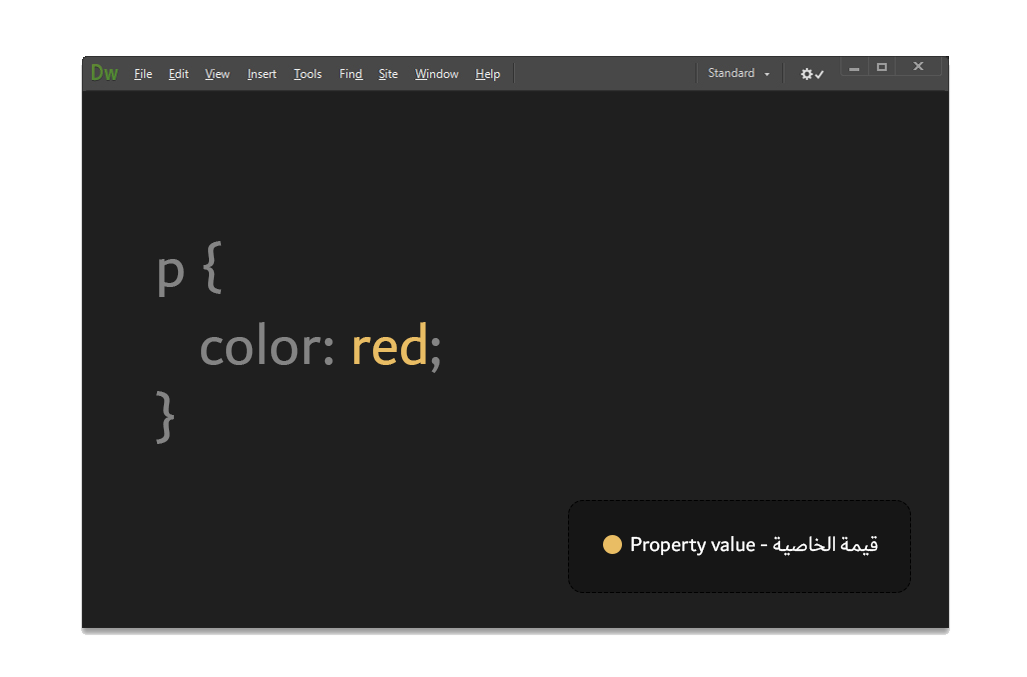 Dw File Edit View Insert Tools Find Site Window Help Standard
p {
color: red;
}
Property value - قيمة الخاصية